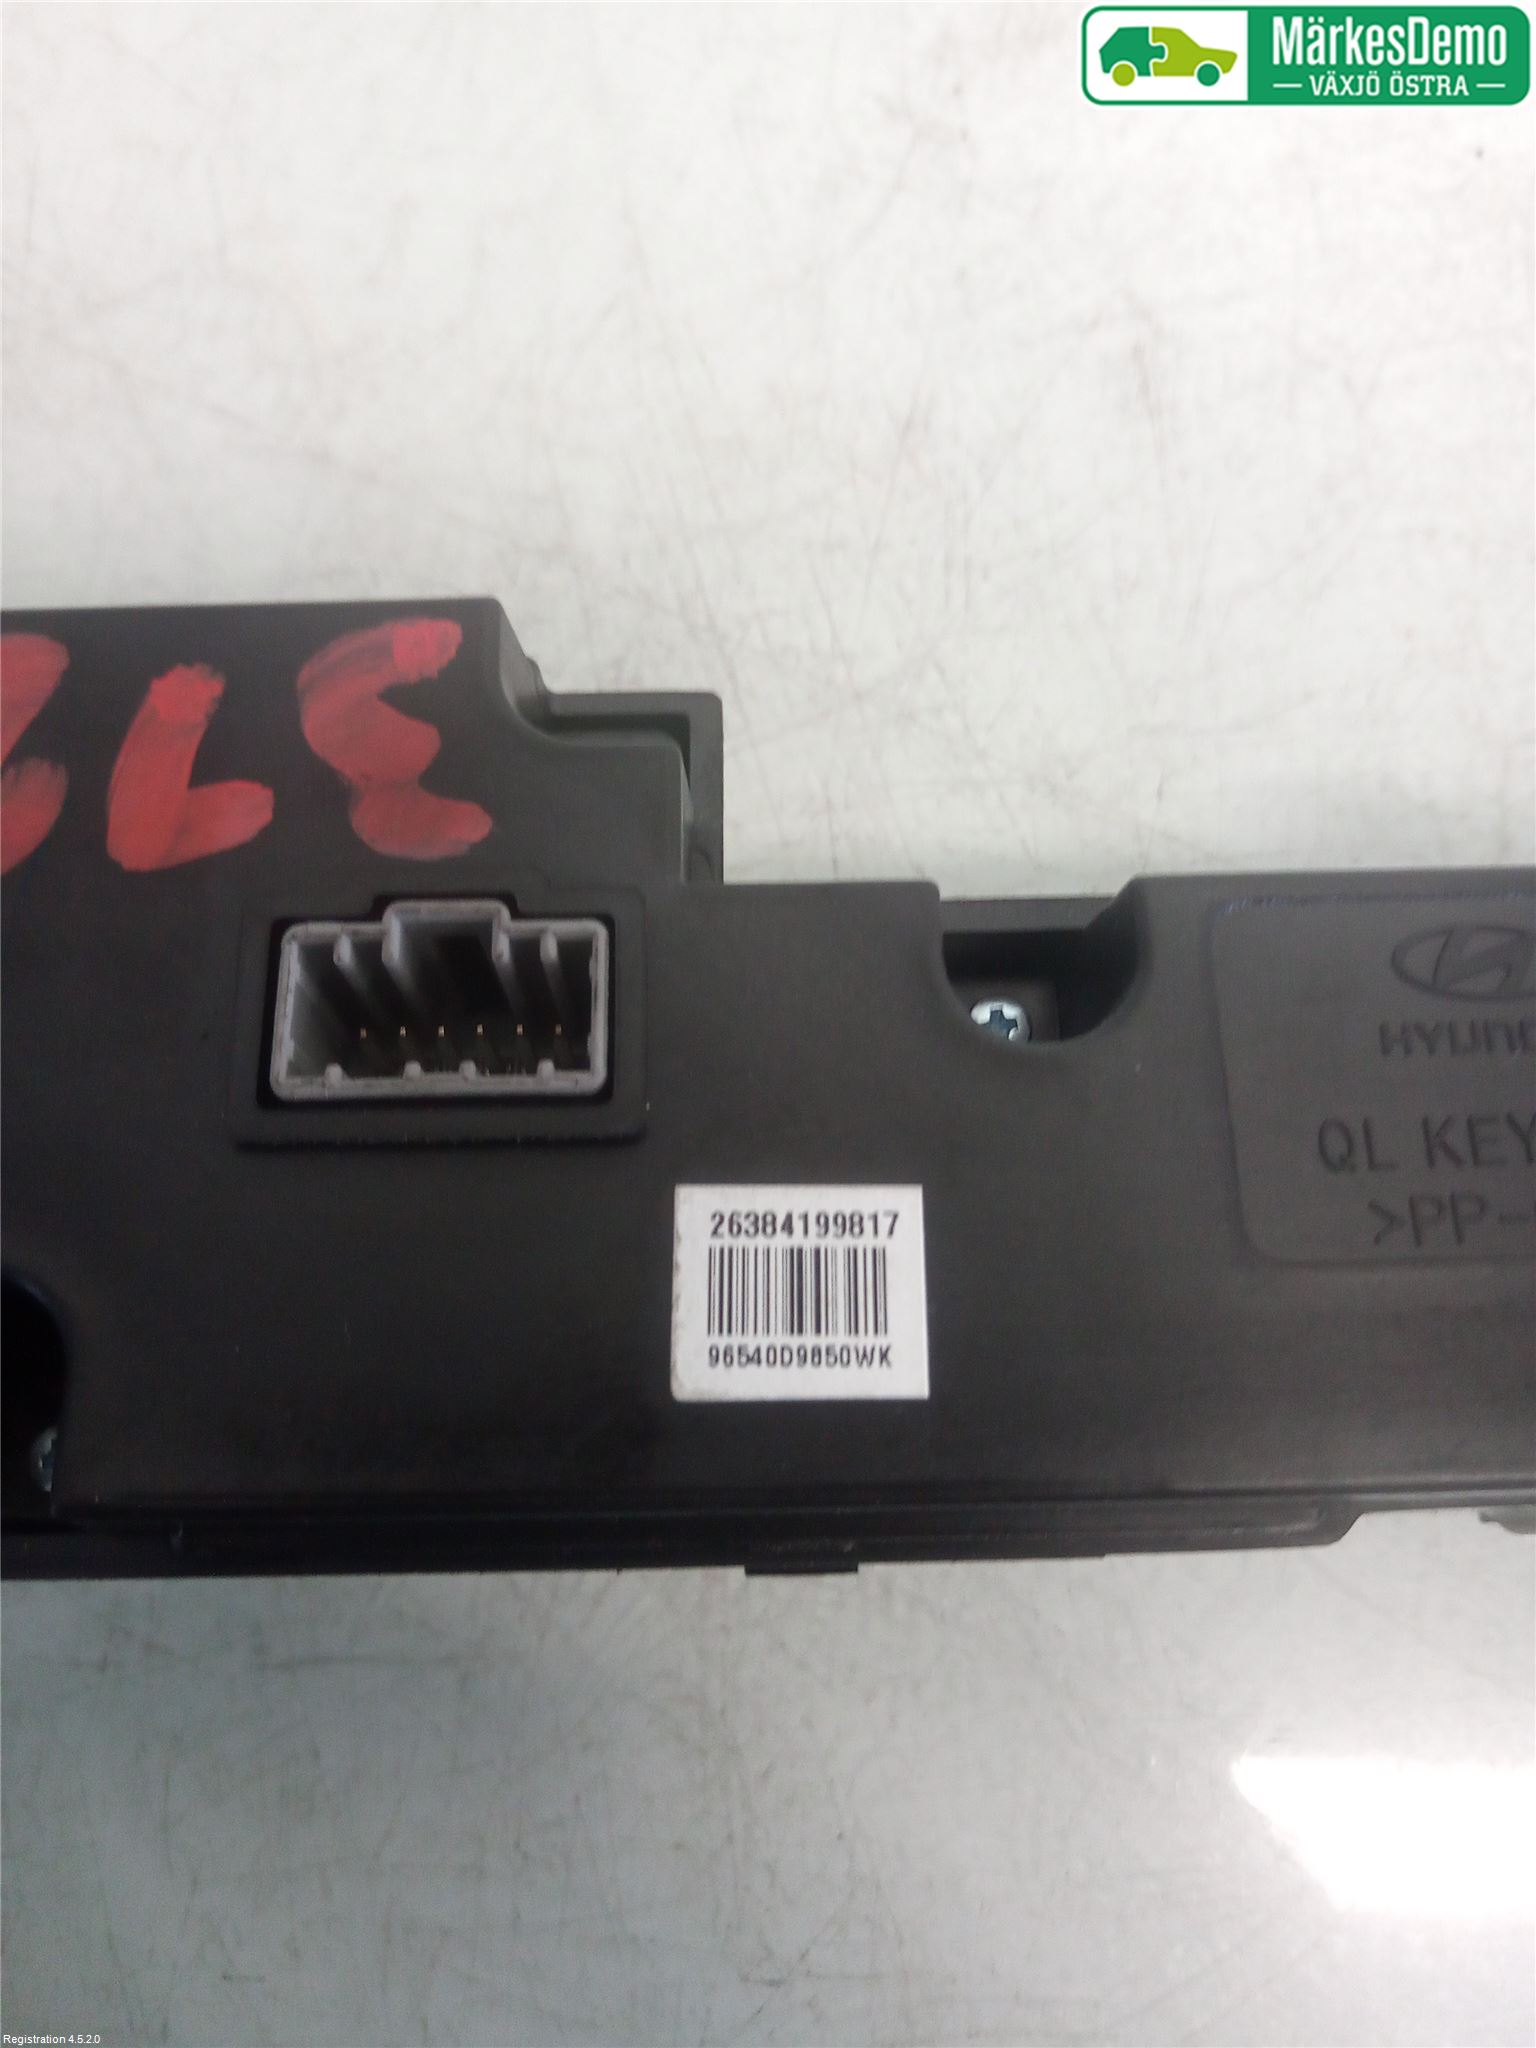 MärkesDemo
VÄXJÖ ÖSTRA
26384199817
96540D9850WK
QL KEY
>PP-
Registration 4.5.2.0